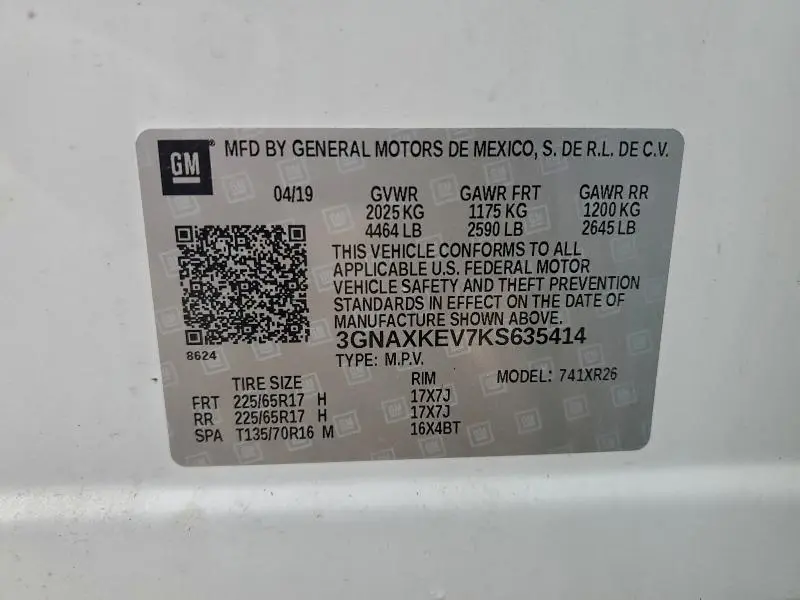 GM® MFD BY GENERAL MOTORS DE MEXICO, S. DE R.L. DE C.V.
04/19 GVWR GAWR FRT GAWR RR
2025 KG 1175 KG 1200 KG
4464 LB 2590 LB 2645 LB
THIS VEHICLE CONFORMS TO ALL
APPLICABLE U.S. FEDERAL MOTOR
VEHICLE SAFETY AND THEFT PREVENTION
STANDARDS IN EFFECT ON THE DATE OF
MANUFACTURE SHOWN ABOVE.
3GNAXKEV7KS635414
8624
TYPE: M.P.V.
TIRE SIZE RIM MODEL: 741XR26
FRT 225/65R17 H 17X7J
RR 225/65R17 H 17X7J
SPA T135/70R16 M 16X4BT